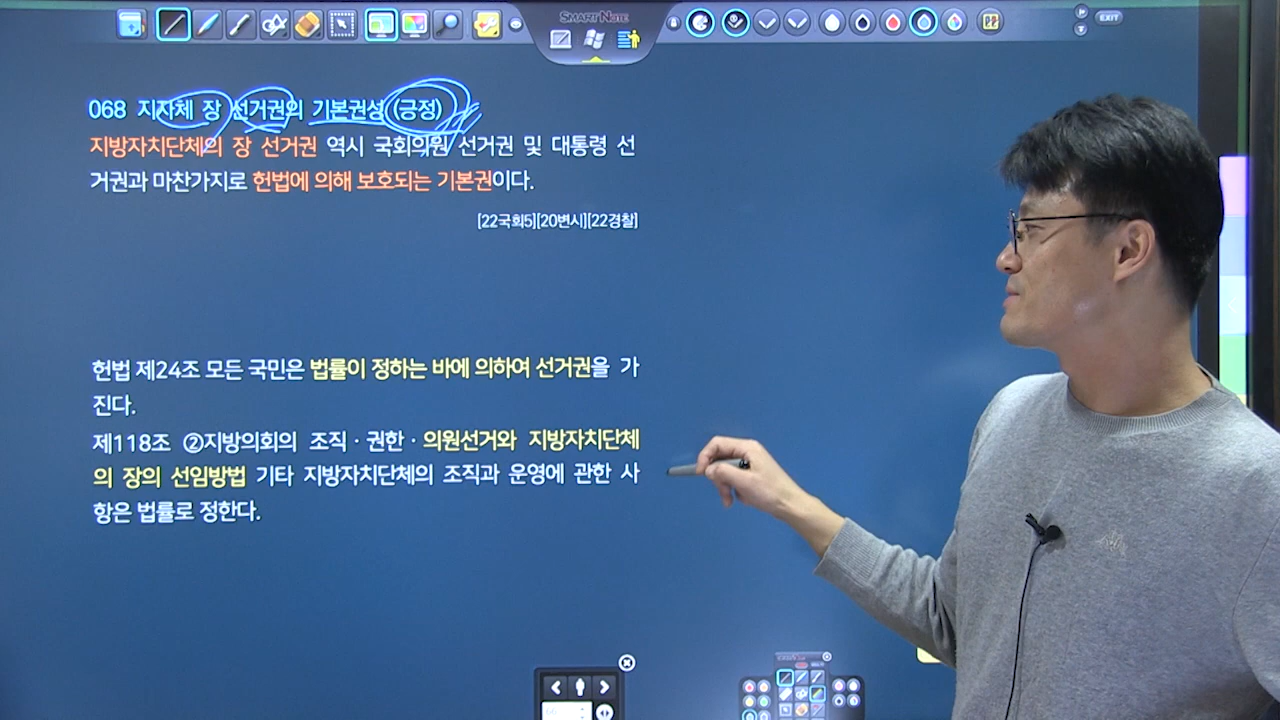 SMARTNOTE
EXIT
068 지자체 장 선거권의 기본권성 (긍정)
지방자치단체의 장 선거권 역시 국회의원 선거권 및 대통령 선
거권과 마찬가지로 헌법에 의해 보호되는 기본권이다.
[22국회5][20변시][22경찰]
헌법 제24조 모든 국민은 법률이 정하는 바에 의하여 선거권을 가
진다.
제118조 ②지방의회의 조직·권한·의원선거와 지방자치단체
의 장의 선임방법 기타 지방자치단체의 조직과 운영에 관한 사
항은 법률로 정한다.